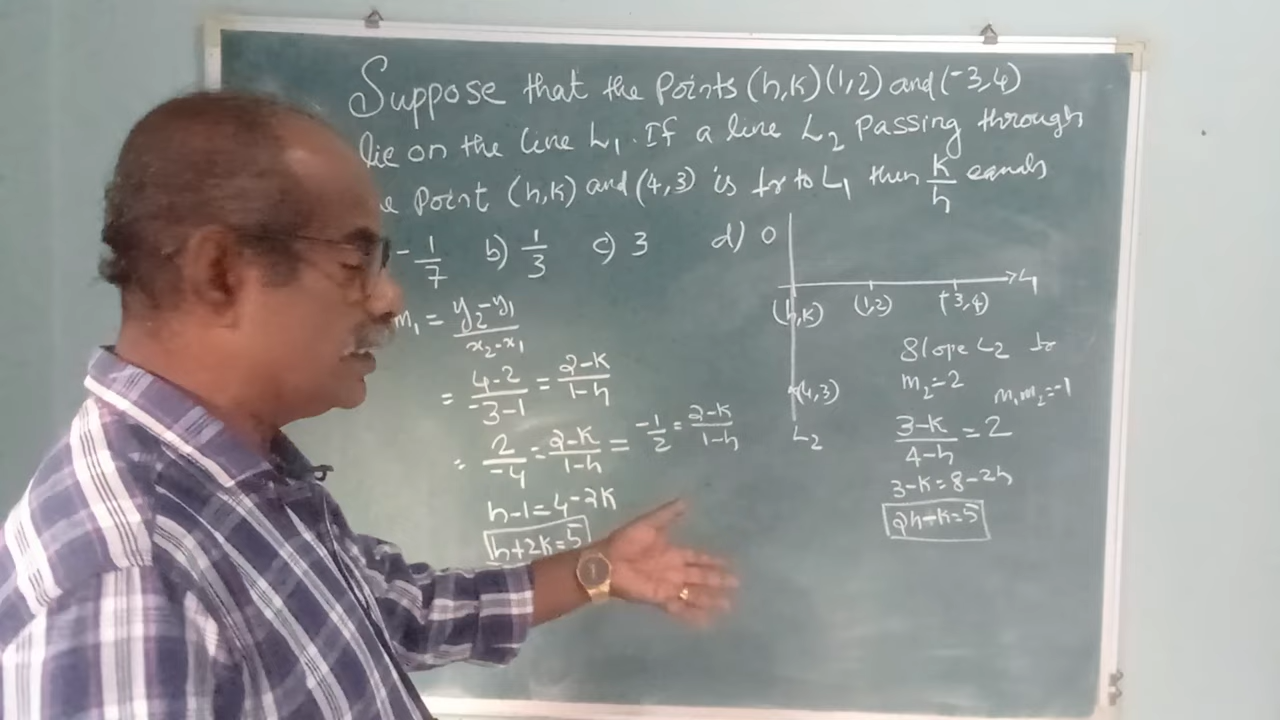 Suppose that the Points (h,K) (1,2) and (-3,4)
lie on the line L₁. If a line L₂ Passing through
Point (h,K) and (4,3) is ⊥r to L₁ then K/h equals
-1/7 b) 1/3 c) 3 d) 0
m₁ = y₂-y₁/x₂-x₁
= 4-2/-3-1 = 2-K/1-h
= 2/-4 = 2-K/1-h = -1/2 = 2-K/1-h
h-1=4-2K
h+2K=5
L₁
(h,K) (1,2) (-3,4)
(4,3)
L₂
Slope L₂ ⊥r
m₂=2 m₁m₂=-1
3-K/4-h = 2
3-K=8-2h
2h-K=5